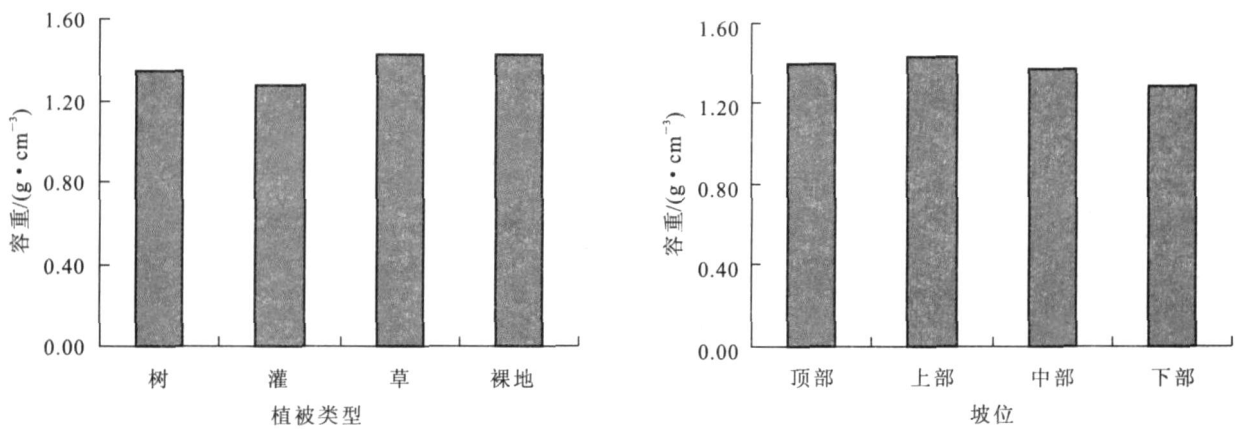 容重/(g·cm⁻³)
1.60
1.20
0.80
0.40
0.00
树 灌 草 裸地
植被类型
容重/(g·cm⁻³)
1.60
1.20
0.80
0.40
0.00
顶部 上部 中部 下部
坡位